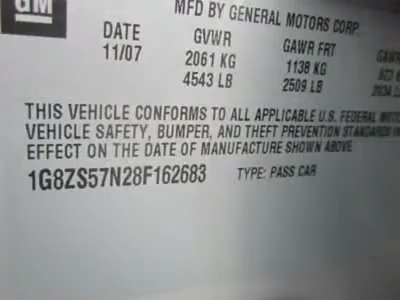 GM
MFD BY GENERAL MOTORS CORP.
DATE GVWR GAWR FRT
11/07 2061 KG 1138 KG
4543 LB 2509 LB
THIS VEHICLE CONFORMS TO ALL APPLICABLE U.S. FEDERAL
VEHICLE SAFETY, BUMPER, AND THEFT PREVENTION STANDARDS
EFFECT ON THE DATE OF MANUFACTURE SHOWN ABOVE
1G8ZS57N28F162683 TYPE: PASS CAR